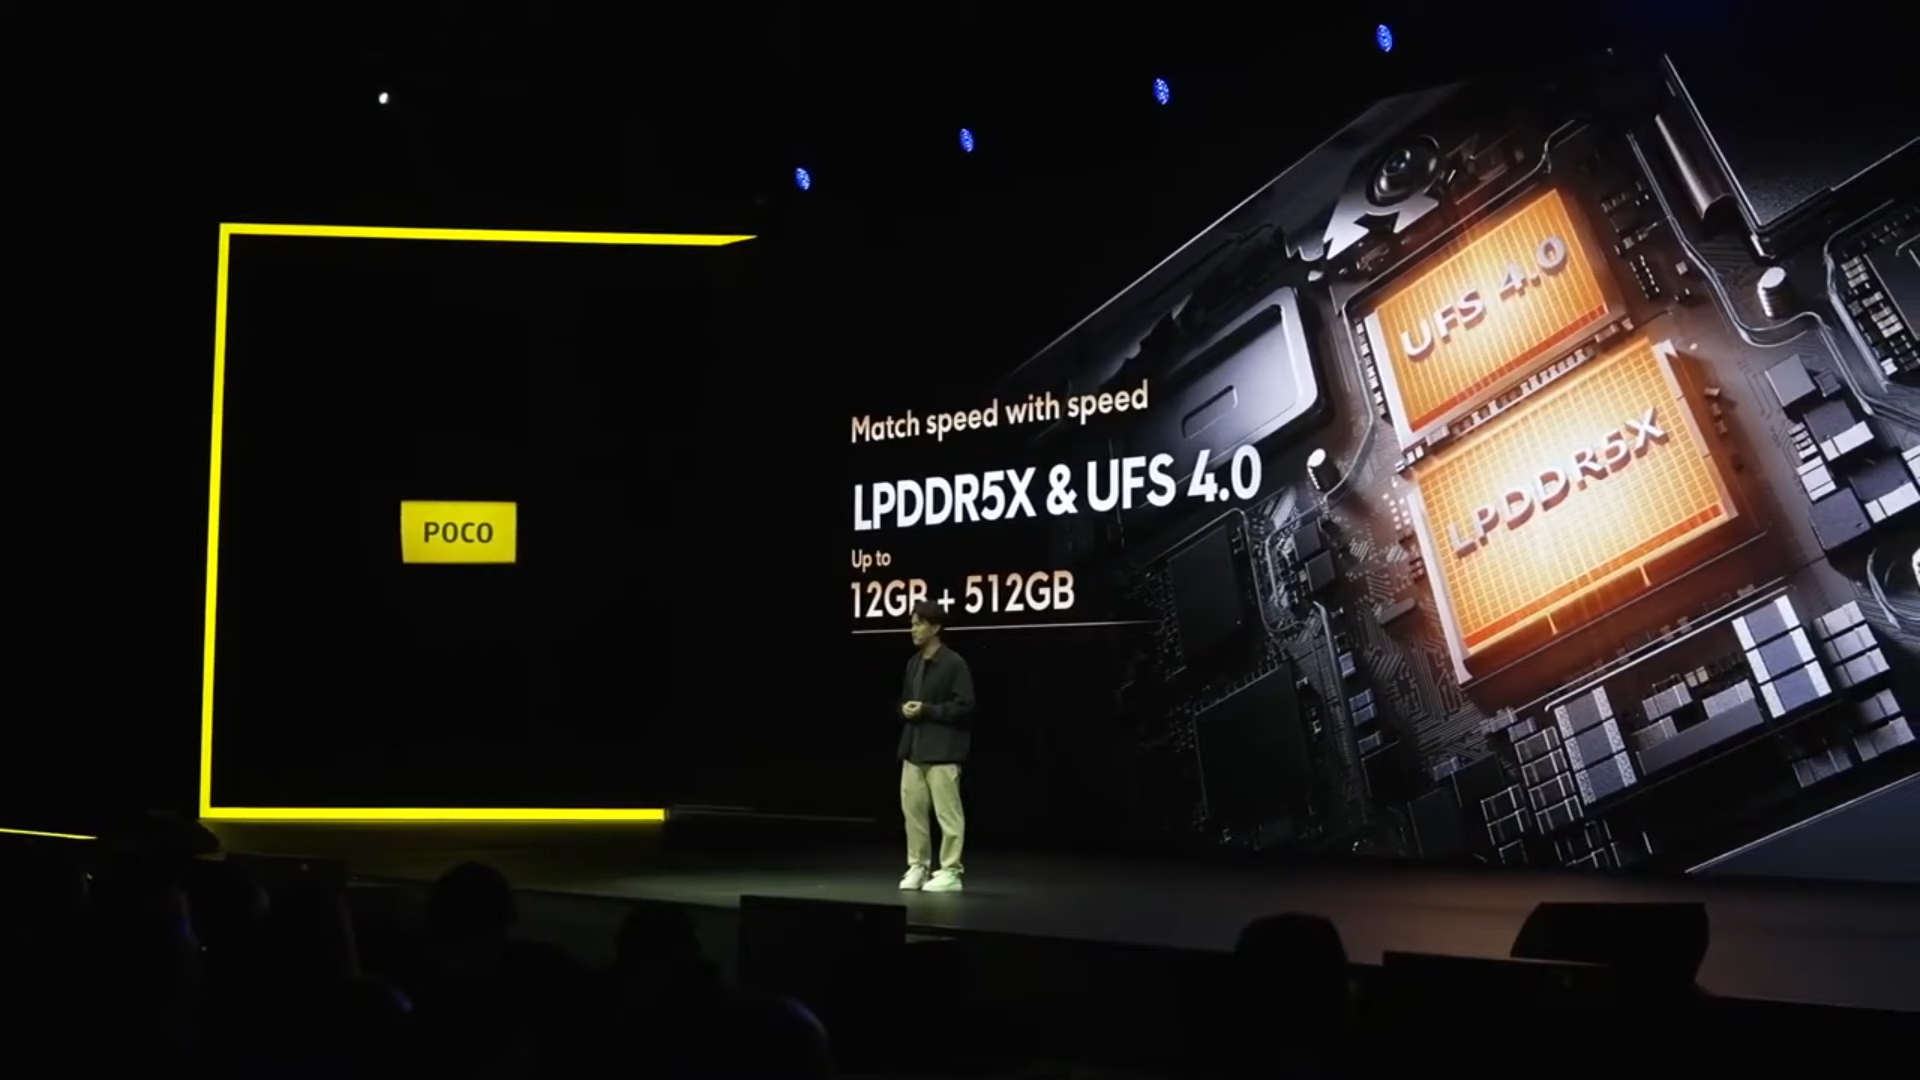 POCO
Match speed with speed
LPDDR5X & UFS 4.0
Up to
12GB + 512GB
UFS 4.0
LPDDR5X